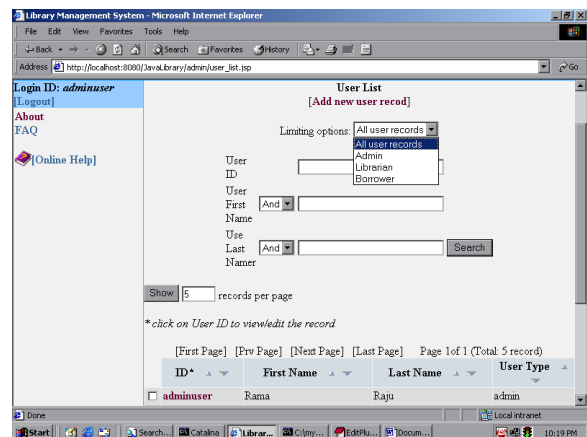 Library Management System - Microsoft Internet Explorer
File Edit View Favorites Tools Help
Back Search Favorites History
Address http://localhost:8080/JavaLibrary/admin/user_list.jsp Go
Login ID: adminuser
[Logout]
About
FAQ
[Online Help]
User List
[Add new user recod]
Limiting options: All user records
All user records
Admin
Librarian
Borrower
User
ID
User
First And
Name
Use
Last And Search
Namer
Show 5 records per page
*click on User ID to view/edit the record
[First Page] [Prv Page] [Next Page] [Last Page] Page 1of 1 (Total: 5 record)
ID* First Name Last Name User Type
adminuser Rama Raju admin
Done Local intranet
Start Search... Catalina Librar... C:\my... EditPlu... Docum... 10:19 PM